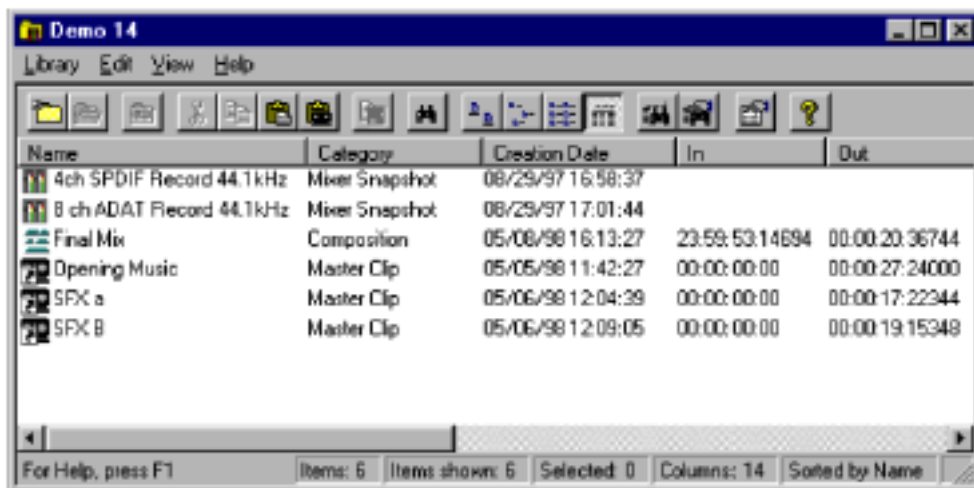 Demo 14
Library Edit View Help
Name Category Creation Date In Out
4ch SPDIF Record 44.1kHz Mixer Snapshot 08/29/97 16:58:37
8 ch ADAT Record 44.1kHz Mixer Snapshot 08/29/97 17:01:44
Final Mix Composition 05/08/98 16:13:27 23:59:53:14694 00:00:20:36744
Opening Music Master Clip 05/05/98 11:42:27 00:00:00:00 00:00:27:24000
SFX a Master Clip 05/06/98 12:04:39 00:00:00:00 00:00:17:22344
SFX B Master Clip 05/06/98 12:09:05 00:00:00:00 00:00:19:15348
For Help, press F1 Items: 6 Items shown: 6 Selected: 0 Columns: 14 Sorted by Name